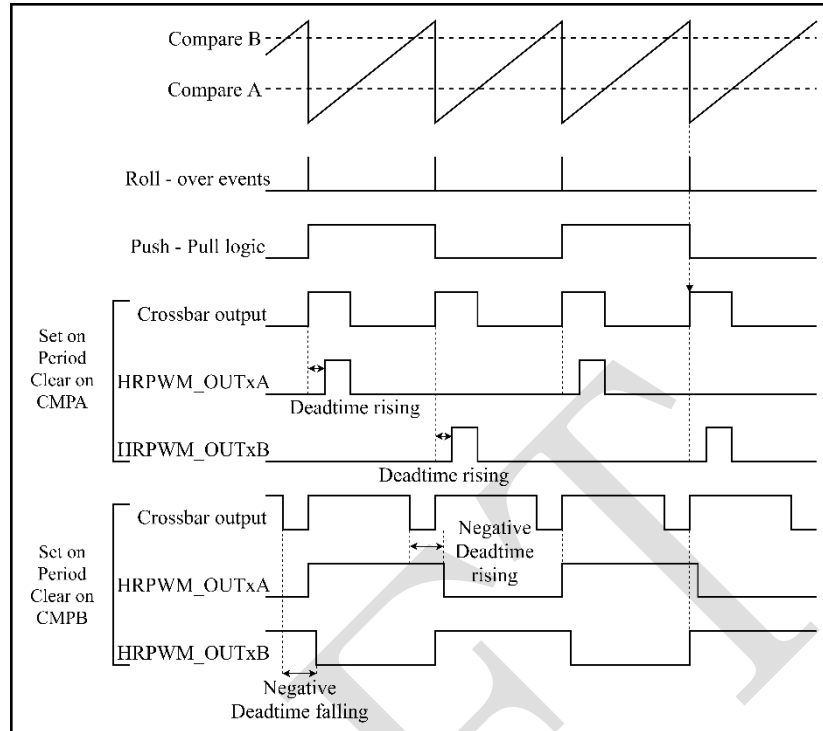 Compare B
Compare A
Roll - over events
Push - Pull logic
Set on
Period
Clear on
CMPA
Crossbar output
HRPWM_OUTxA
Deadtime rising
HRPWM_OUTxB
Deadtime rising
Set on
Period
Clear on
CMPB
Crossbar output
Negative
Deadtime
rising
HRPWM_OUTxA
HRPWM_OUTxB
Negative
Deadtime falling